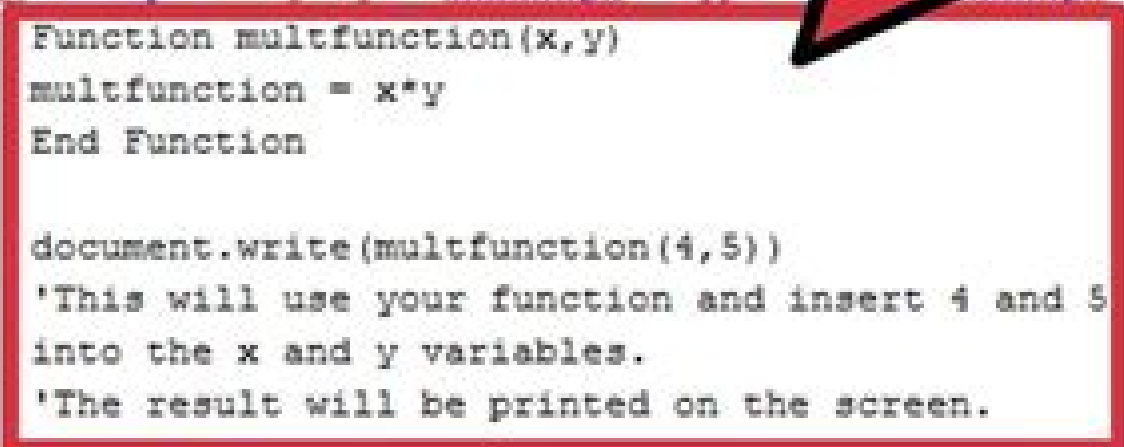 Function multfunction(x,y)
multfunction = x*y
End Function
document.write(multfunction(4,5))
'This will use your function and insert 4 and 5
into the x and y variables.
'The result will be printed on the screen.